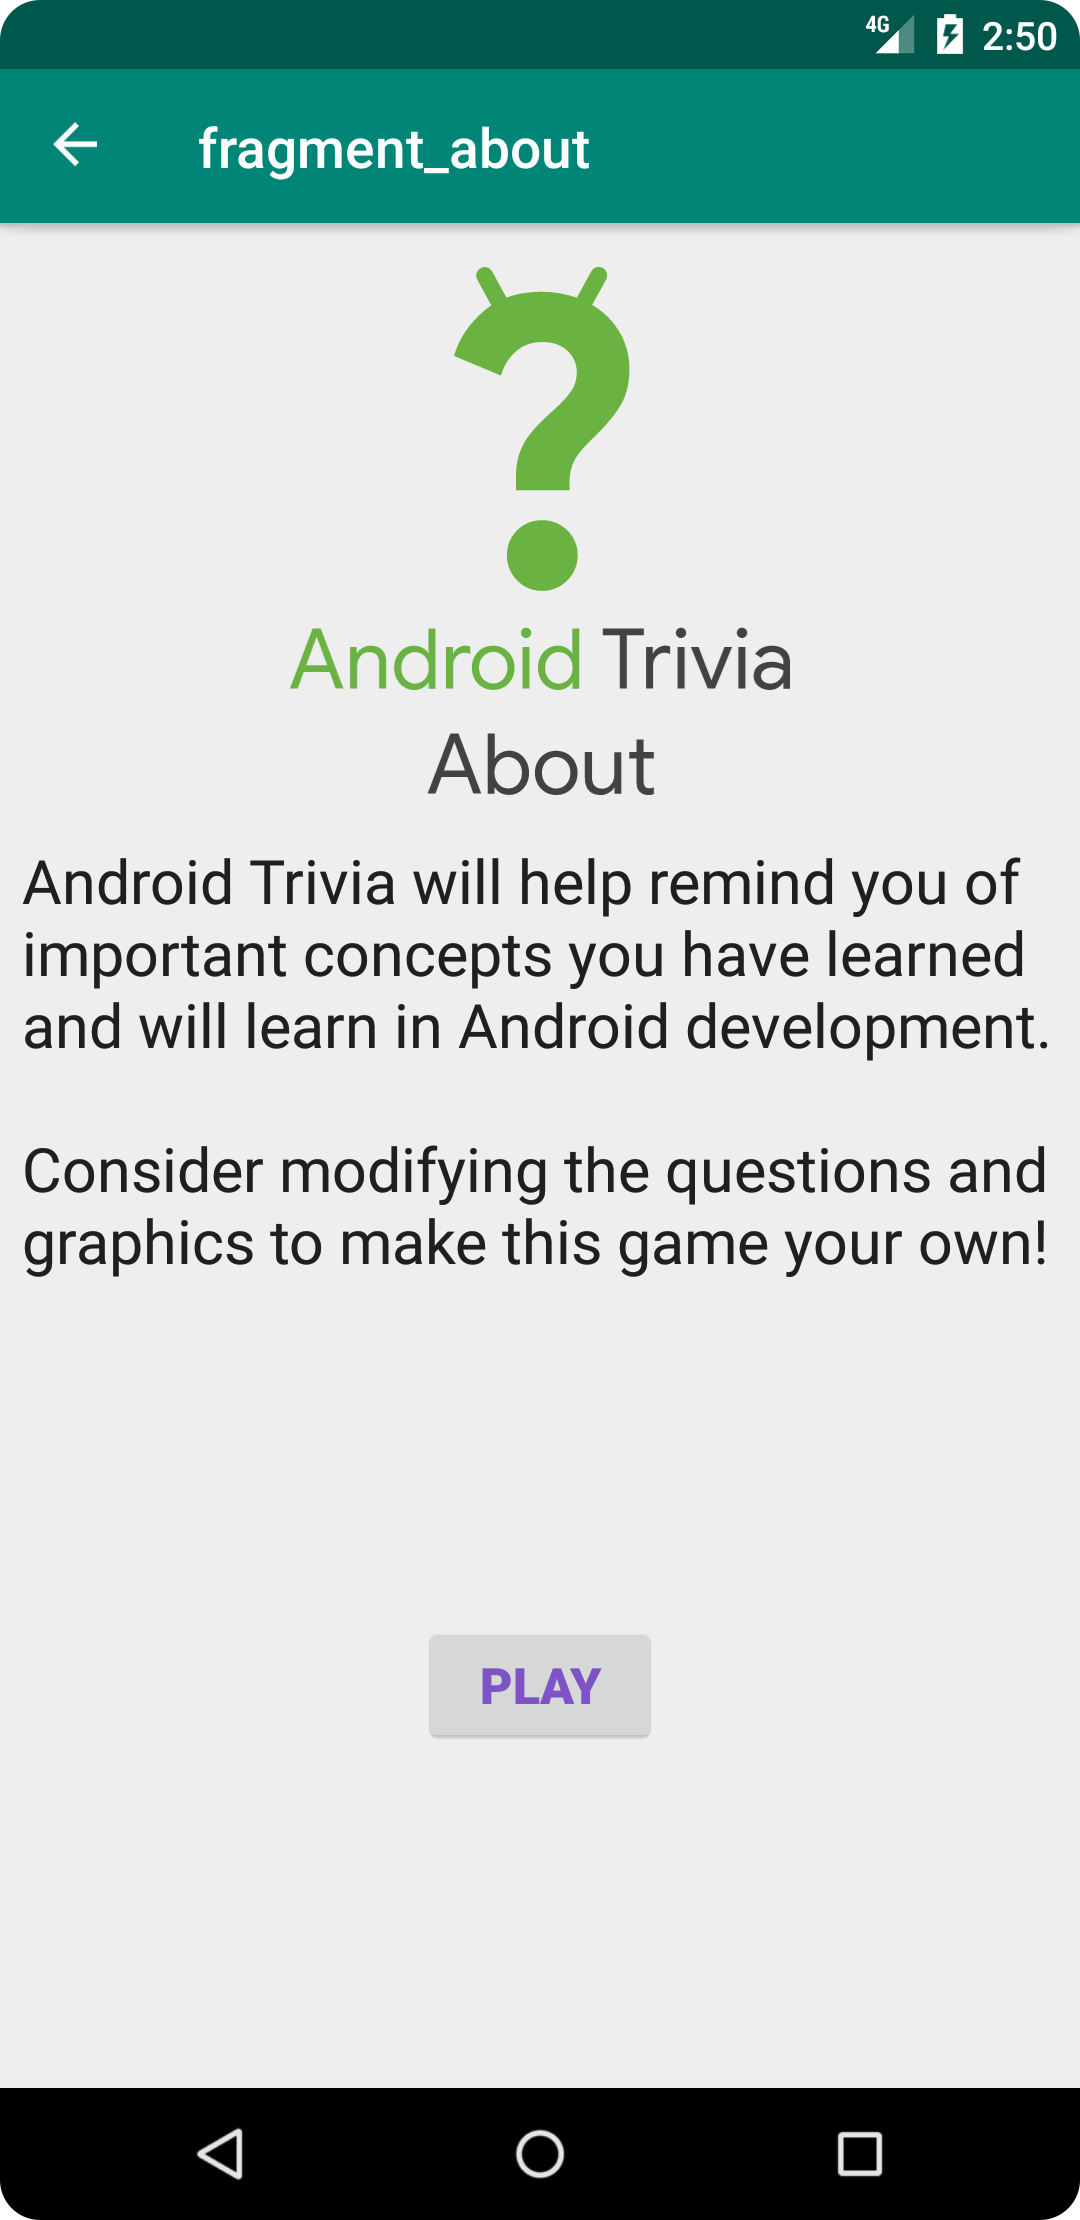 4G 2:50
fragment_about
Android Trivia
About
Android Trivia will help remind you of
important concepts you have learned
and will learn in Android development.
Consider modifying the questions and
graphics to make this game your own!
PLAY